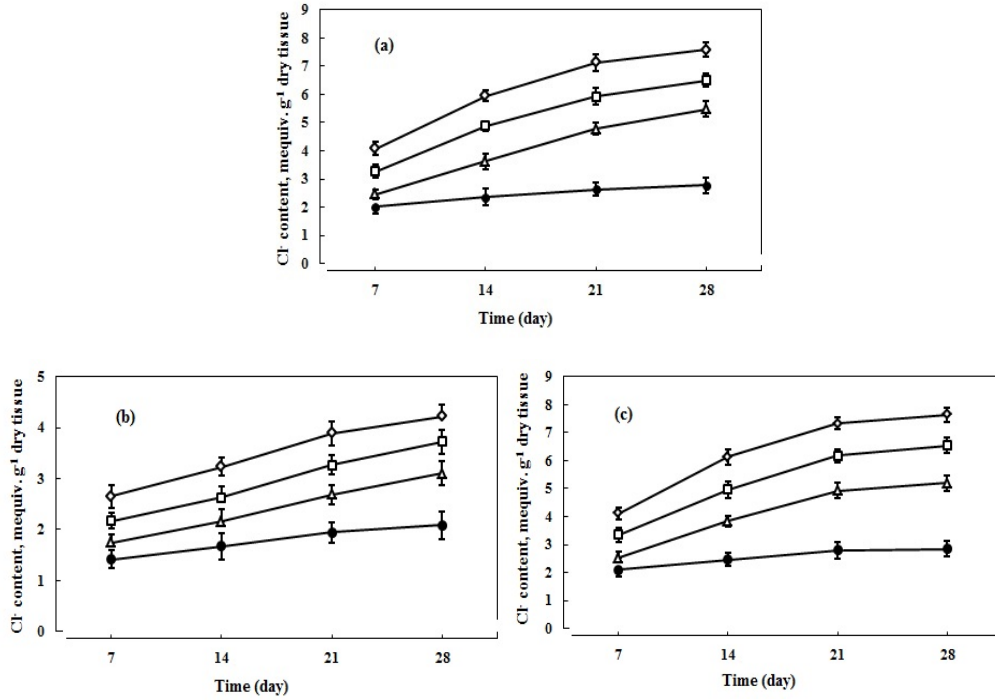 Cl⁻ content, mequiv. g⁻¹ dry tissue
9
8
7
6
5
4
3
2
1
0
(a)
7 14 21 28
Time (day)
Cl⁻ content, mequiv. g⁻¹ dry tissue
5
4
3
2
1
0
(b)
7 14 21 28
Time (day)
Cl⁻ content, mequiv. g⁻¹ dry tissue
9
8
7
6
5
4
3
2
1
0
(c)
7 14 21 28
Time (day)